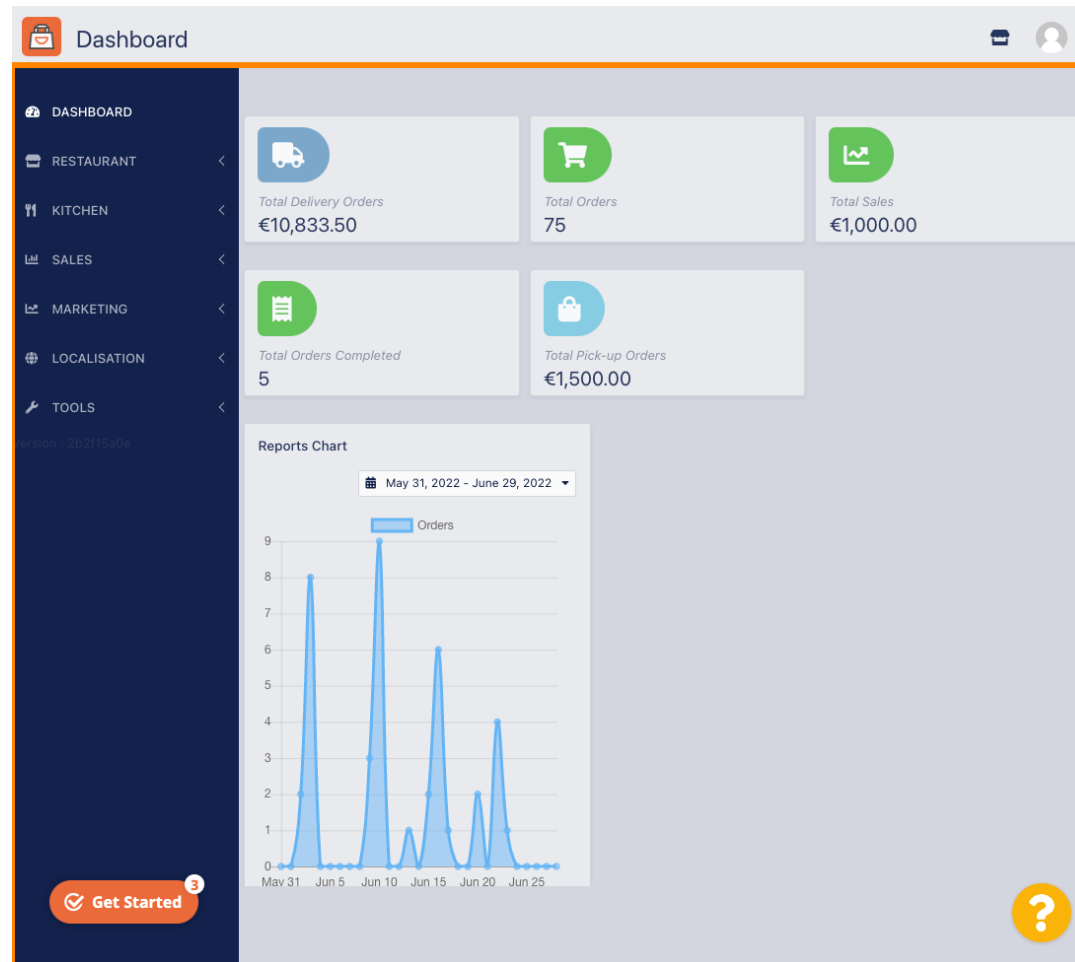 Dashboard
DASHBOARD
RESTAURANT
KITCHEN
SALES
MARKETING
LOCALISATION
TOOLS
Version : 2b2f15a0e
3
Get Started
Total Delivery Orders
€10,833.50
Total Orders
75
Total Sales
€1,000.00
Total Orders Completed
5
Total Pick-up Orders
€1,500.00
Reports Chart
May 31, 2022 - June 29, 2022
Orders
9
8
7
6
5
4
3
2
1
0
May 31 Jun 5 Jun 10 Jun 15 Jun 20 Jun 25
?